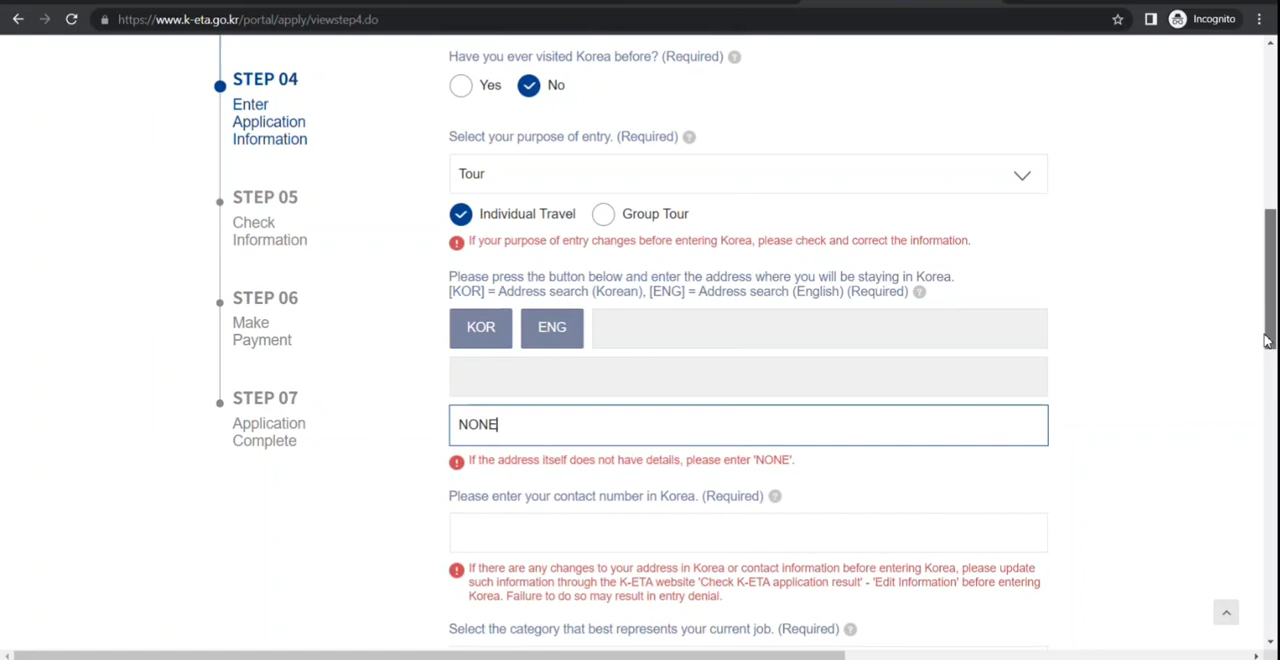 https://www.k-eta.go.kr/portal/apply/viewstep4.do
Incognito
STEP 04
Enter
Application
Information
STEP 05
Check
Information
STEP 06
Make
Payment
STEP 07
Application
Complete
Have you ever visited Korea before? (Required) ?
Yes No
Select your purpose of entry. (Required) ?
Tour
Individual Travel Group Tour
! If your purpose of entry changes before entering Korea, please check and correct the information.
Please press the button below and enter the address where you will be staying in Korea.
[KOR] = Address search (Korean), [ENG] = Address search (English) (Required) ?
KOR ENG
NONE
! If the address itself does not have details, please enter 'NONE'.
Please enter your contact number in Korea. (Required) ?
! If there are any changes to your address in Korea or contact information before entering Korea, please update
such information through the K-ETA website 'Check K-ETA application result' - 'Edit Information' before entering
Korea. Failure to do so may result in entry denial.
Select the category that best represents your current job. (Required) ?